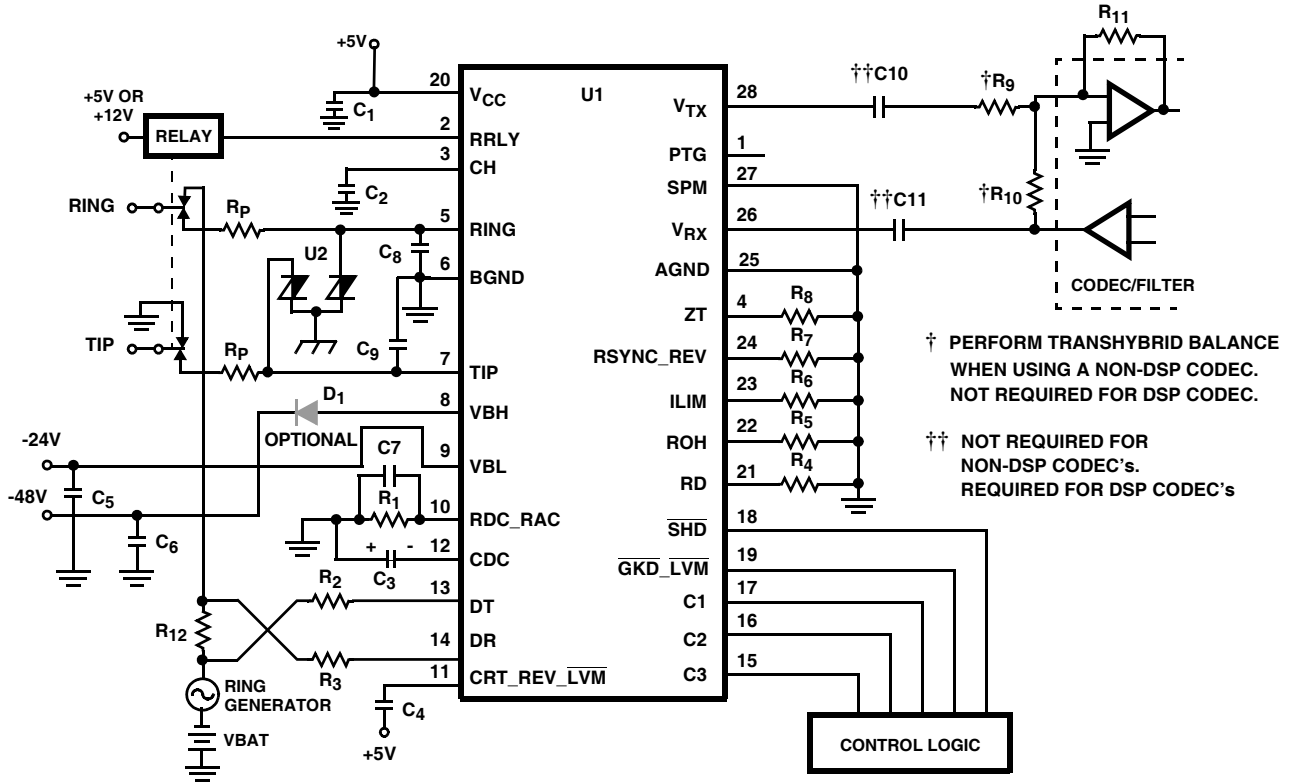 +5V
20
V_CC
U1
C1
+5V OR
+12V
RELAY
2
RRLY
3
CH
C2
RING
R_P
5
RING
U2
C8
6
BGND
TIP
R_P
C9
7
TIP
D1
OPTIONAL
8
VBH
-24V
9
VBL
C7
-48V
C5
C6
R1
10
RDC_RAC
12
CDC
+ -
C3
R2
13
DT
R12
14
DR
R3
11
CRT_REV_LVM
RING
GENERATOR
VBAT
C4
+5V
V_TX
28
††C10
†R9
R11
PTG
1
SPM
27
V_RX
26
††C11
†R10
AGND
25
CODEC/FILTER
ZT
4
R8
RSYNC_REV
24
R7
ILIM
23
R6
ROH
22
R5
RD
21
R4
SHD
18
GKD_LVM
19
C1
17
C2
16
C3
15
CONTROL LOGIC
† PERFORM TRANSHYBRID BALANCE
WHEN USING A NON-DSP CODEC.
NOT REQUIRED FOR DSP CODEC.
†† NOT REQUIRED FOR
NON-DSP CODEC's.
REQUIRED FOR DSP CODEC's